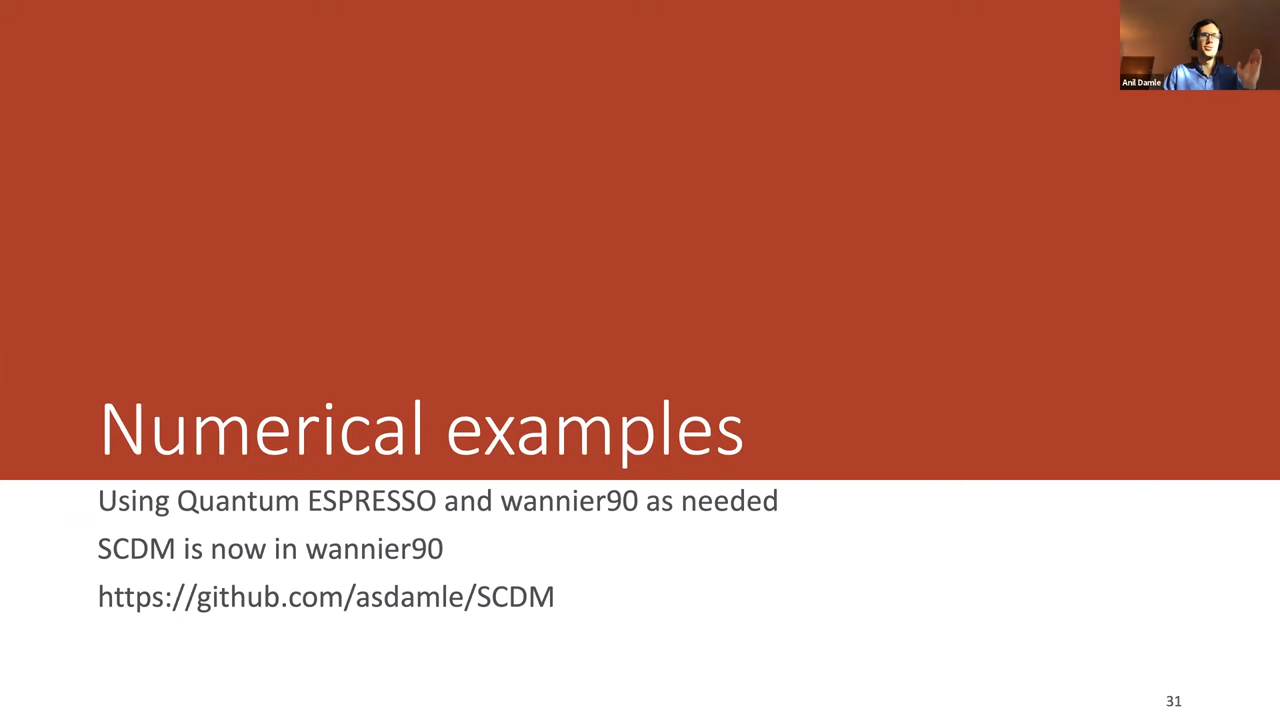 Anil Damle
Numerical examples
Using Quantum ESPRESSO and wannier90 as needed
SCDM is now in wannier90
https://github.com/asdamle/SCDM
31